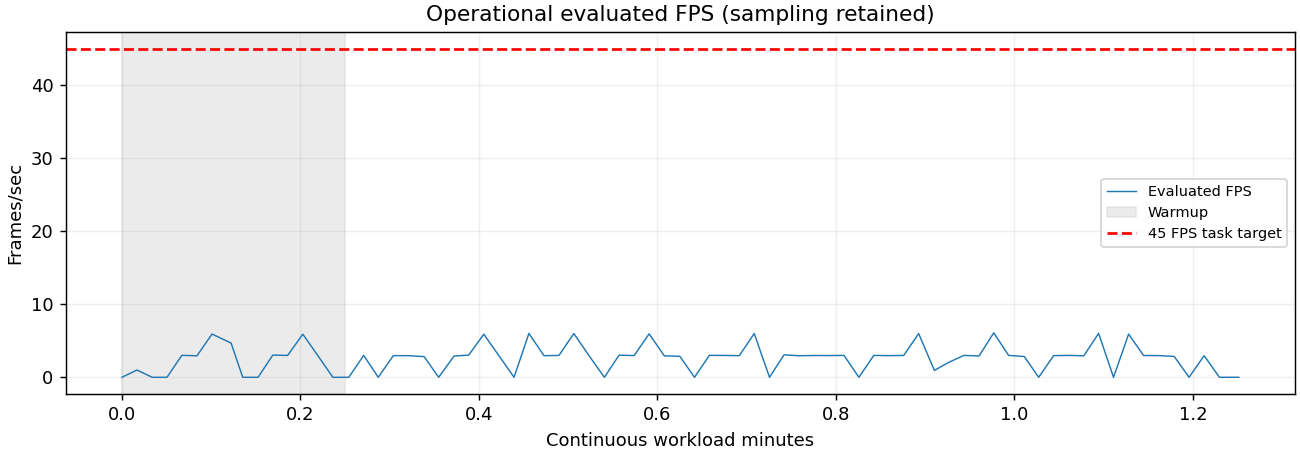 Operational evaluated FPS (sampling retained)
Frames/sec
40
30
20
10
0
Evaluated FPS
Warmup
45 FPS task target
0.0 0.2 0.4 0.6 0.8 1.0 1.2
Continuous workload minutes